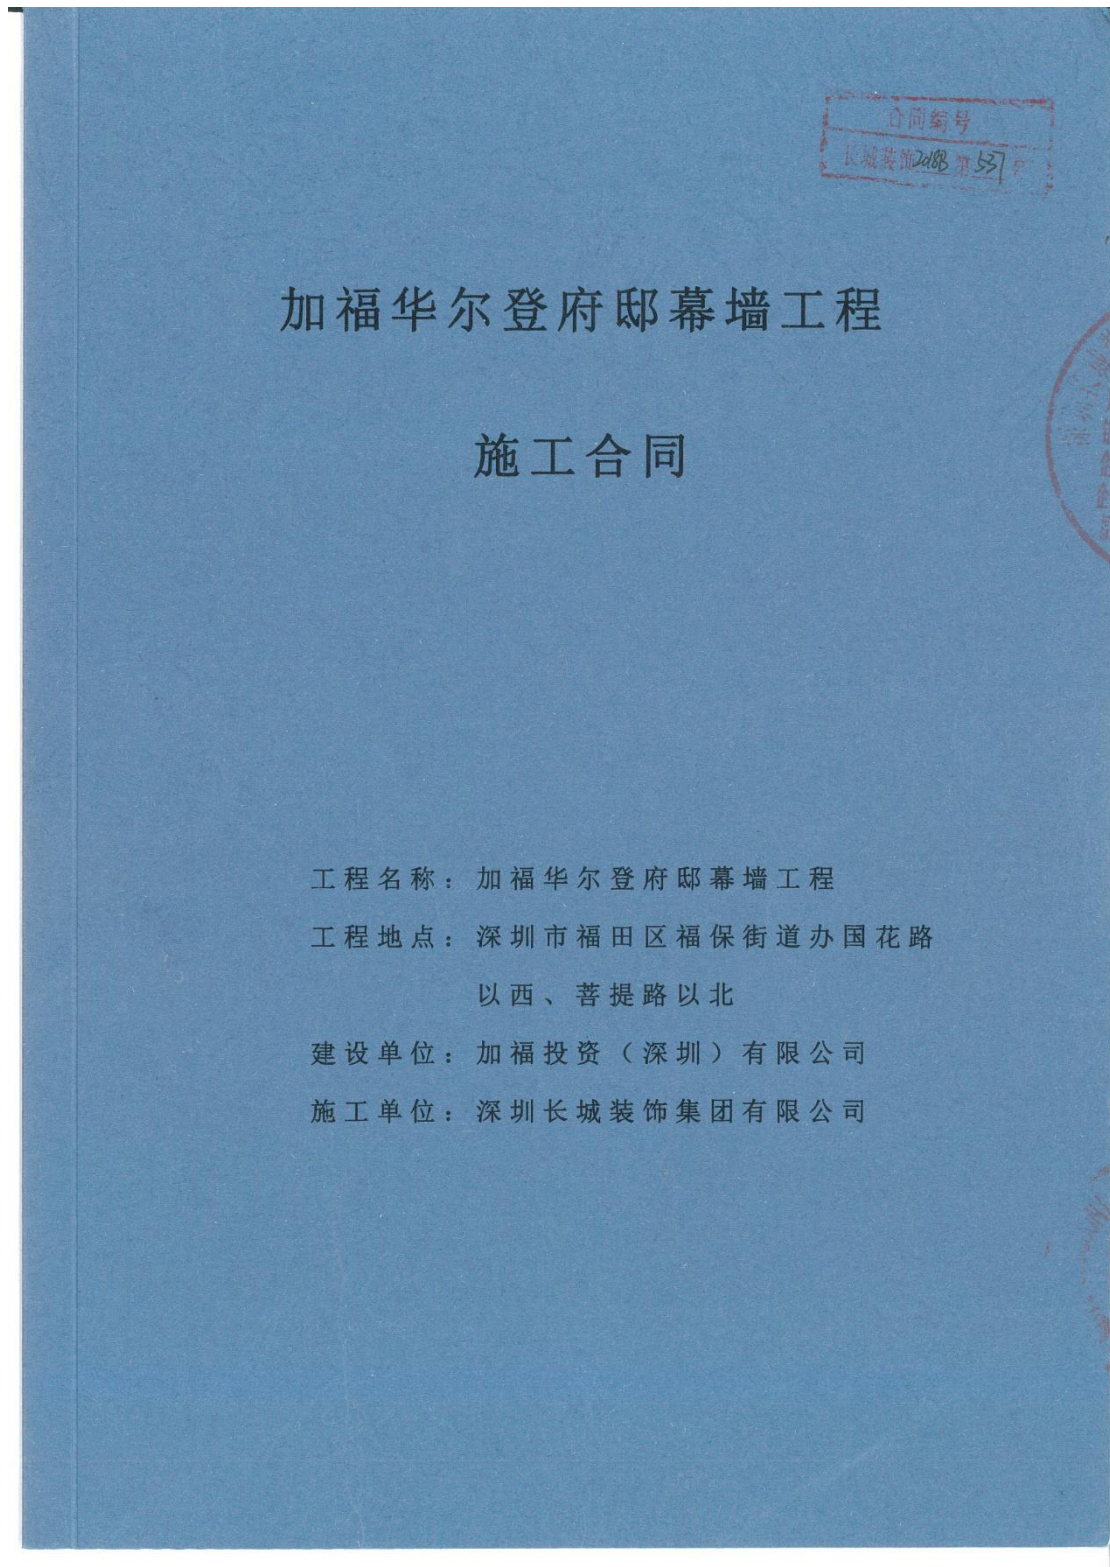 合同编号
长城装饰2018B第537号
加福华尔登府邸幕墙工程
施工合同
工程名称：加福华尔登府邸幕墙工程
工程地点：深圳市福田区福保街道办国花路
以西、菩提路以北
建设单位：加福投资（深圳）有限公司
施工单位：深圳长城装饰集团有限公司